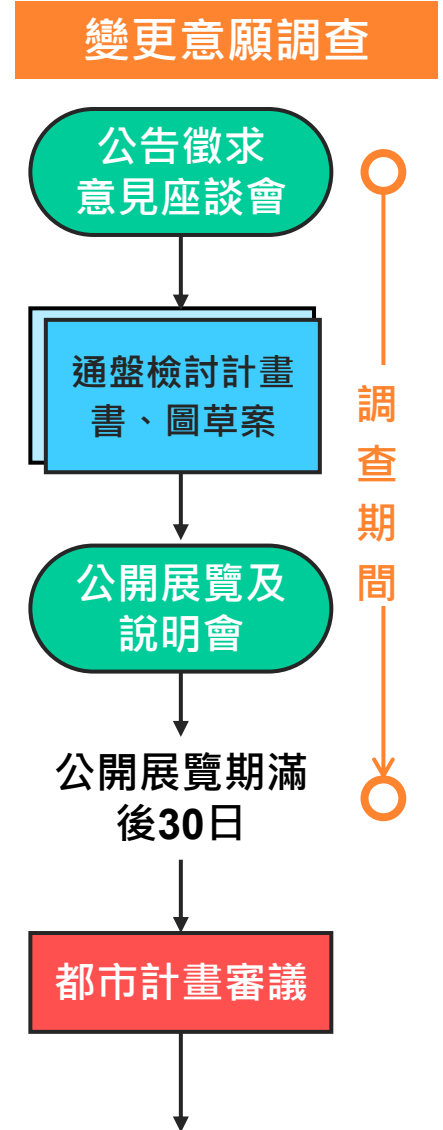 變更意願調查
公告徵求
意見座談會
通盤檢討計畫
書、圖草案
公開展覽及
說明會
公開展覽期滿
後30日
都市計畫審議
調查期間